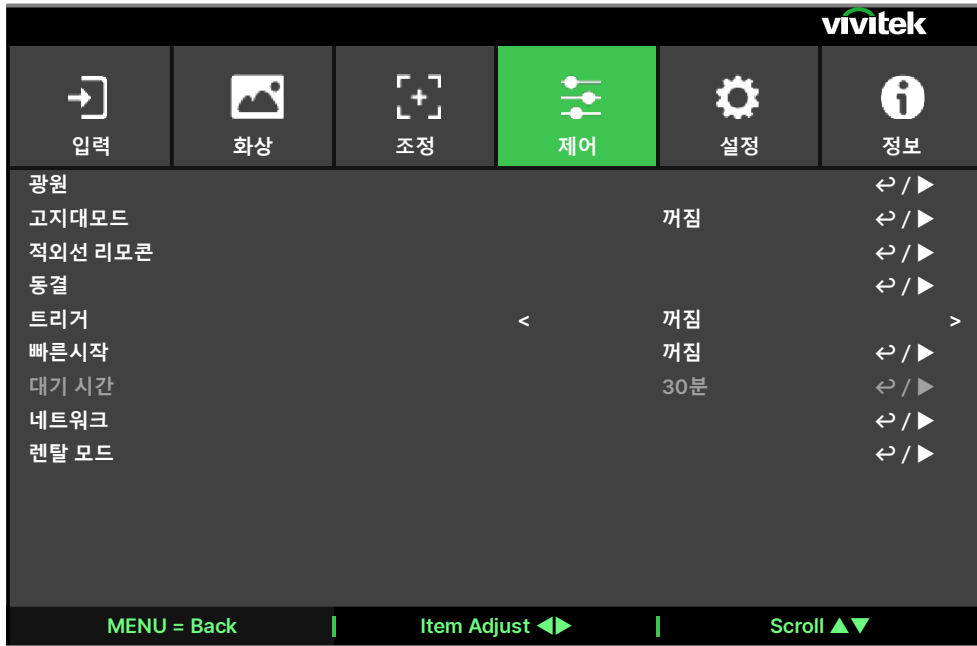 vivitek
입력 화상 조정 제어 설정 정보
광원 ↩ / ▶
고지대모드 꺼짐 ↩ / ▶
적외선 리모콘 ↩ / ▶
동결 ↩ / ▶
트리거 < 꺼짐 >
빠른시작 꺼짐 ↩ / ▶
대기 시간 30분 ↩ / ▶
네트워크 ↩ / ▶
렌탈 모드 ↩ / ▶
MENU = Back Item Adjust ◀▶ Scroll ▲▼